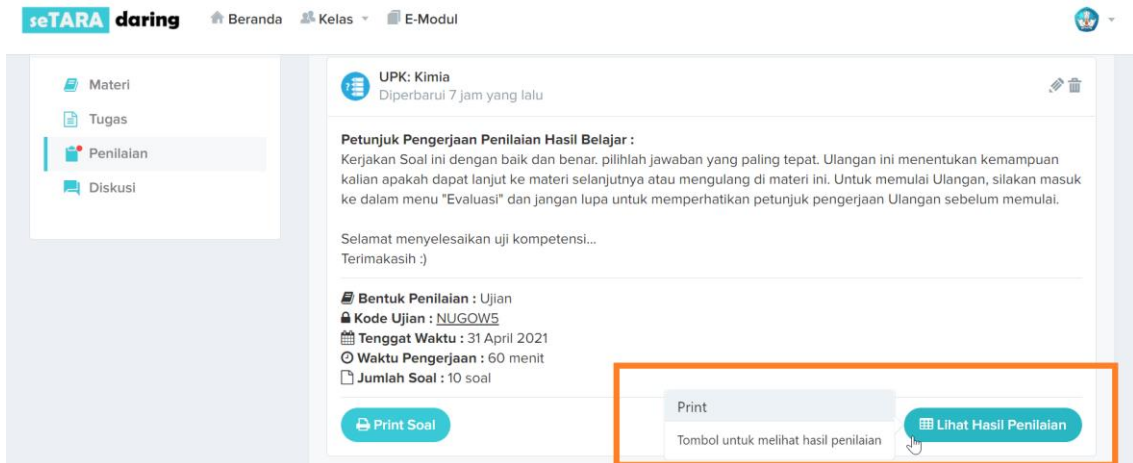 seTARA daring
Beranda
Kelas
E-Modul
Materi
Tugas
Penilaian
Diskusi
UPK: Kimia
Diperbarui 7 jam yang lalu
Petunjuk Pengerjaan Penilaian Hasil Belajar :
Kerjakan Soal ini dengan baik dan benar. pilihlah jawaban yang paling tepat. Ulangan ini menentukan kemampuan
kalian apakah dapat lanjut ke materi selanjutnya atau mengulang di materi ini. Untuk memulai Ulangan, silakan masuk
ke dalam menu "Evaluasi" dan jangan lupa untuk memperhatikan petunjuk pengerjaan Ulangan sebelum memulai.
Selamat menyelesaikan uji kompetensi...
Terimakasih :)
Bentuk Penilaian : Ujian
Kode Ujian : NUGOW5
Tenggat Waktu : 31 April 2021
Waktu Pengerjaan : 60 menit
Jumlah Soal : 10 soal
Print Soal
Print
Tombol untuk melihat hasil penilaian
Lihat Hasil Penilaian